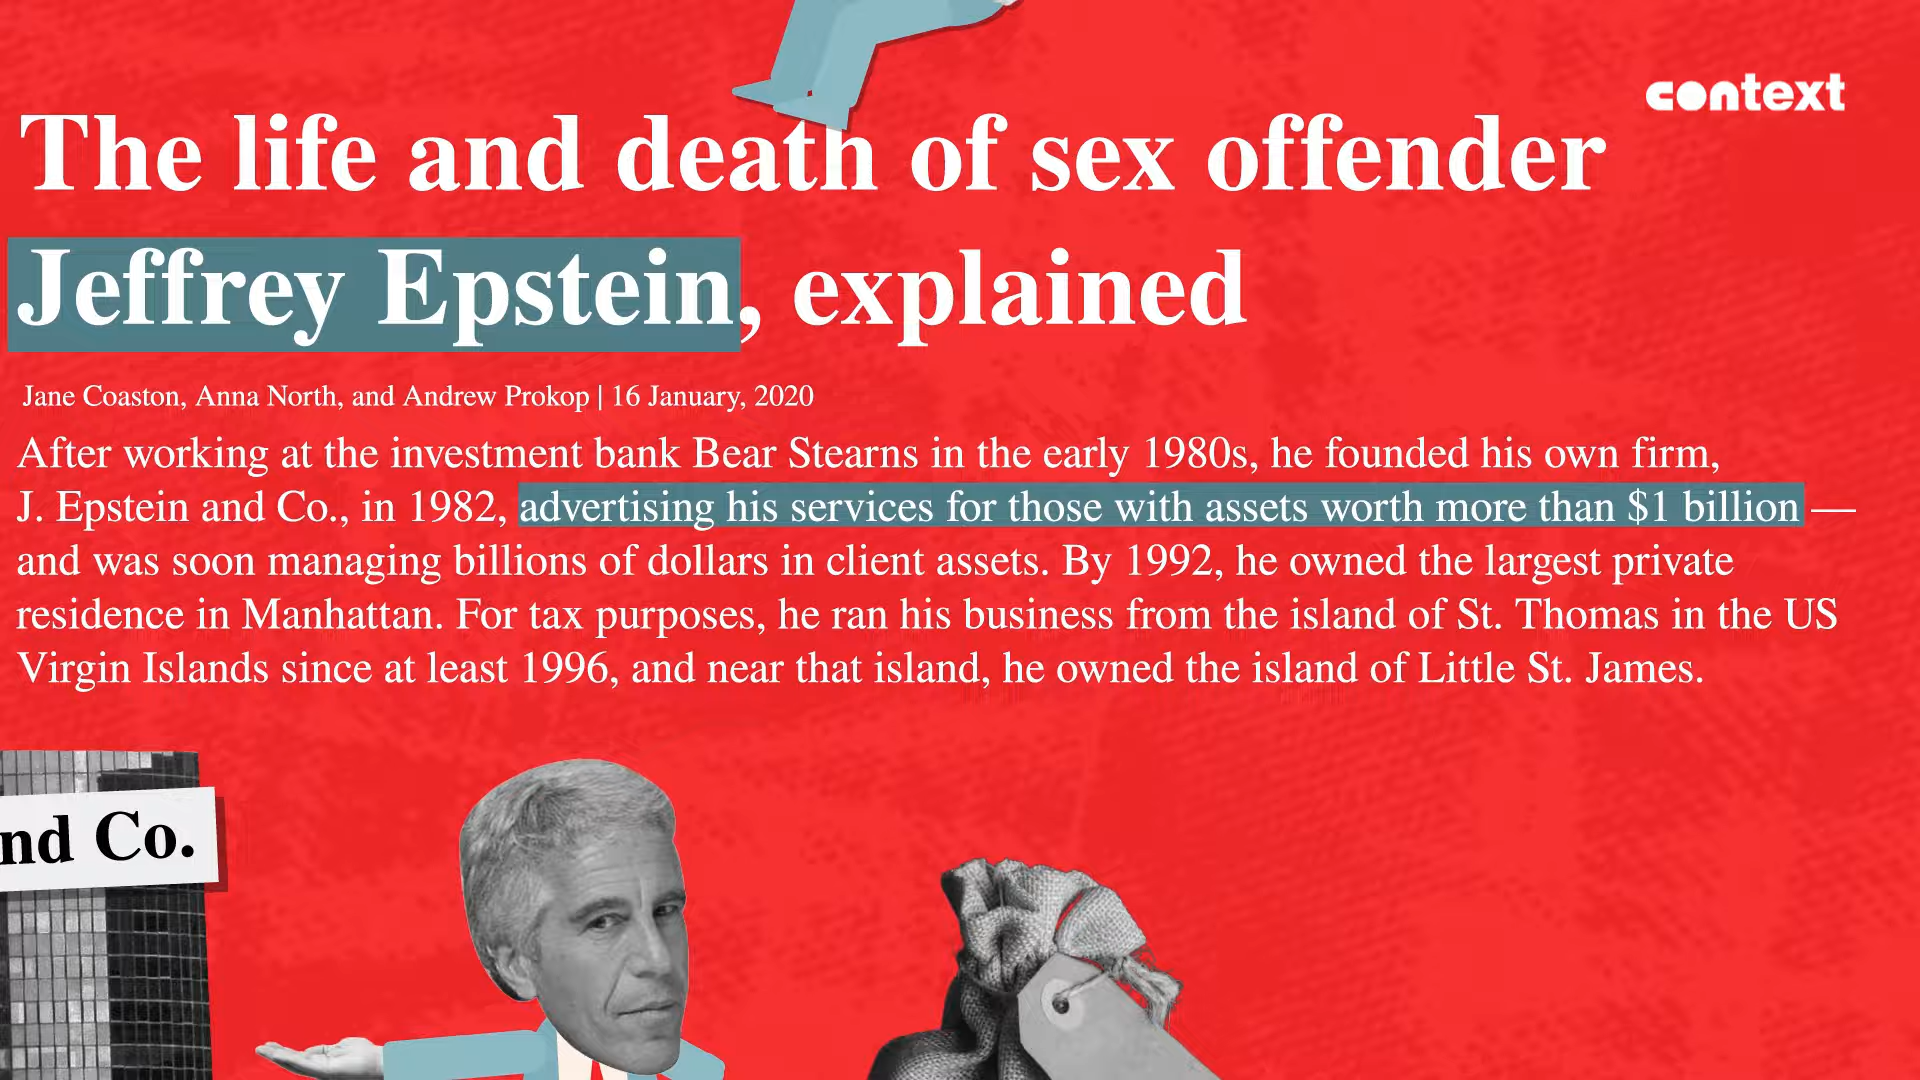 context
The life and death of sex offender
Jeffrey Epstein, explained
Jane Coaston, Anna North, and Andrew Prokop | 16 January, 2020
After working at the investment bank Bear Stearns in the early 1980s, he founded his own firm,
J. Epstein and Co., in 1982, advertising his services for those with assets worth more than $1 billion —
and was soon managing billions of dollars in client assets. By 1992, he owned the largest private
residence in Manhattan. For tax purposes, he ran his business from the island of St. Thomas in the US
Virgin Islands since at least 1996, and near that island, he owned the island of Little St. James.
nd Co.